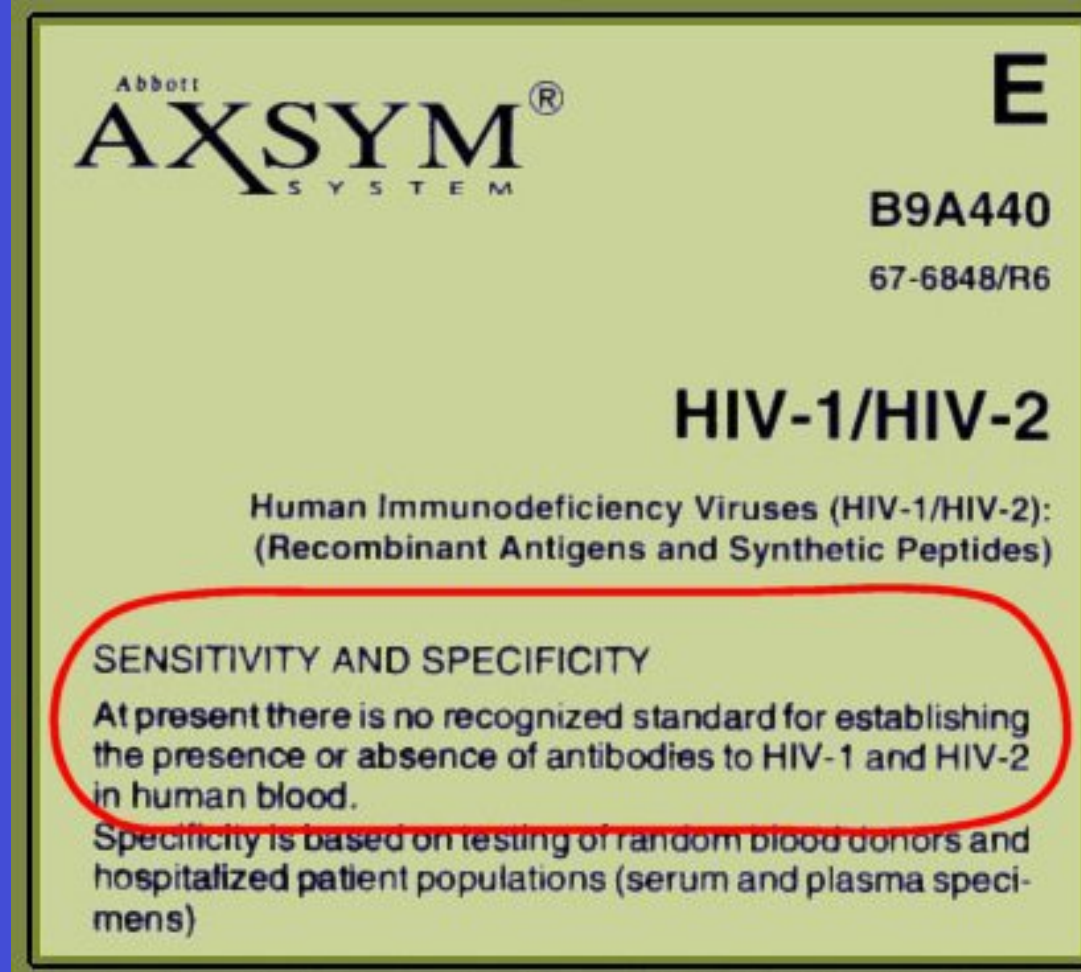 Abbott
AXSYM®
SYSTEM
E
B9A440
67-6848/R6
HIV-1/HIV-2
Human Immunodeficiency Viruses (HIV-1/HIV-2):
(Recombinant Antigens and Synthetic Peptides)
SENSITIVITY AND SPECIFICITY
At present there is no recognized standard for establishing
the presence or absence of antibodies to HIV-1 and HIV-2
in human blood.
Specificity is based on testing of random blood donors and
hospitalized patient populations (serum and plasma speci-
mens)